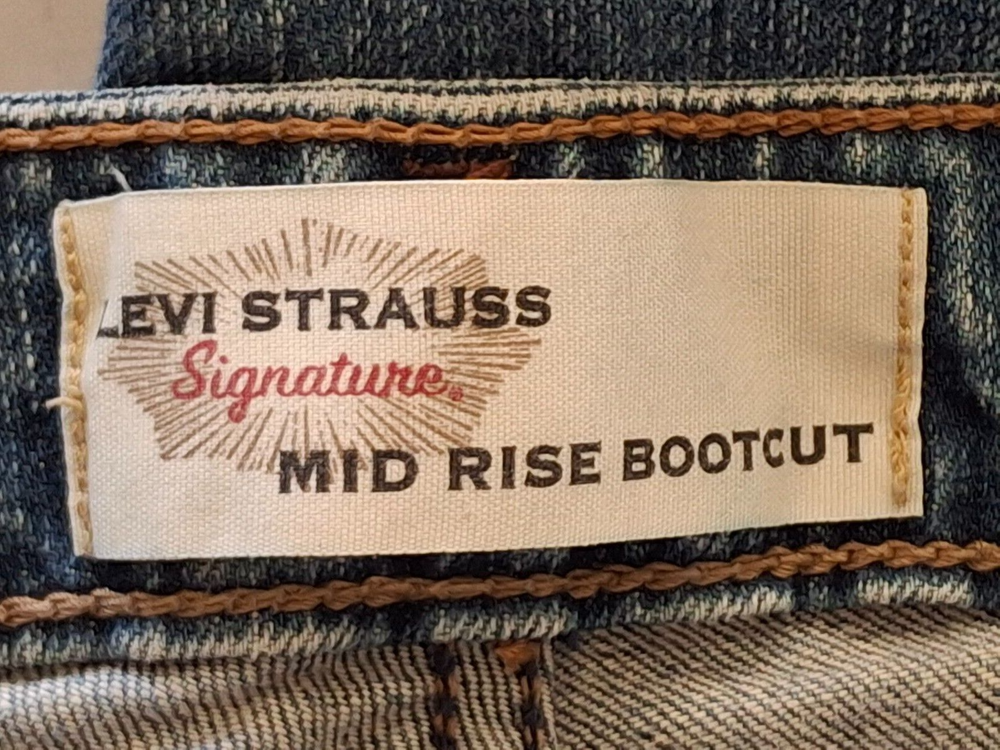 LEVI STRAUSS
Signature®
MID RISE BOOTCUT